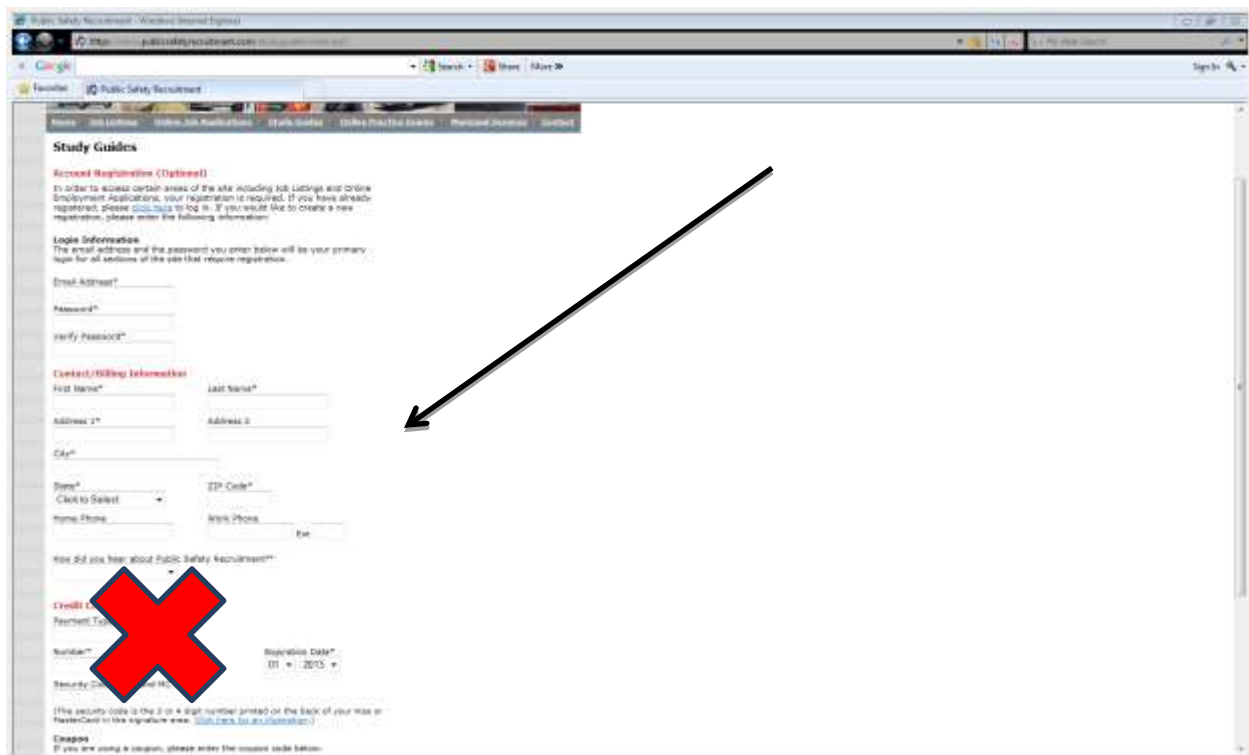 Public Safety Recruitment - Windows Internet Explorer
publicsafetyrecruitment.com
Google Search Share More » Sign In
Favorites Public Safety Recruitment
Home Job Listings Online Job Applications Study Guides Online Practice Exams Personnel Services Contact
Study Guides
Account Registration (Optional)
In order to access certain areas of the site including Job Listings and Online
Employment Applications, your registration is required. If you have already
registered, please click here to log in. If you would like to create a new
registration, please enter the following information:
Login Information
The email address and the password you enter below will be your primary
login for all sections of the site that require registration.
Email Address*
Password*
Verify Password*
Contact/Billing Information
First Name* Last Name*
Address 1* Address 2
City*
State* ZIP Code*
Click to Select
Home Phone Work Phone
Ext
How did you hear about Public Safety Recruitment?*
Credit
Payment
Number* Expiration Date*
01 2015
Security
(The security code is the 3 or 4 digit number printed on the back of your Visa or
MasterCard in the signature area. Click here for an illustration.)
Coupon
If you are using a coupon, please enter the coupon code below: